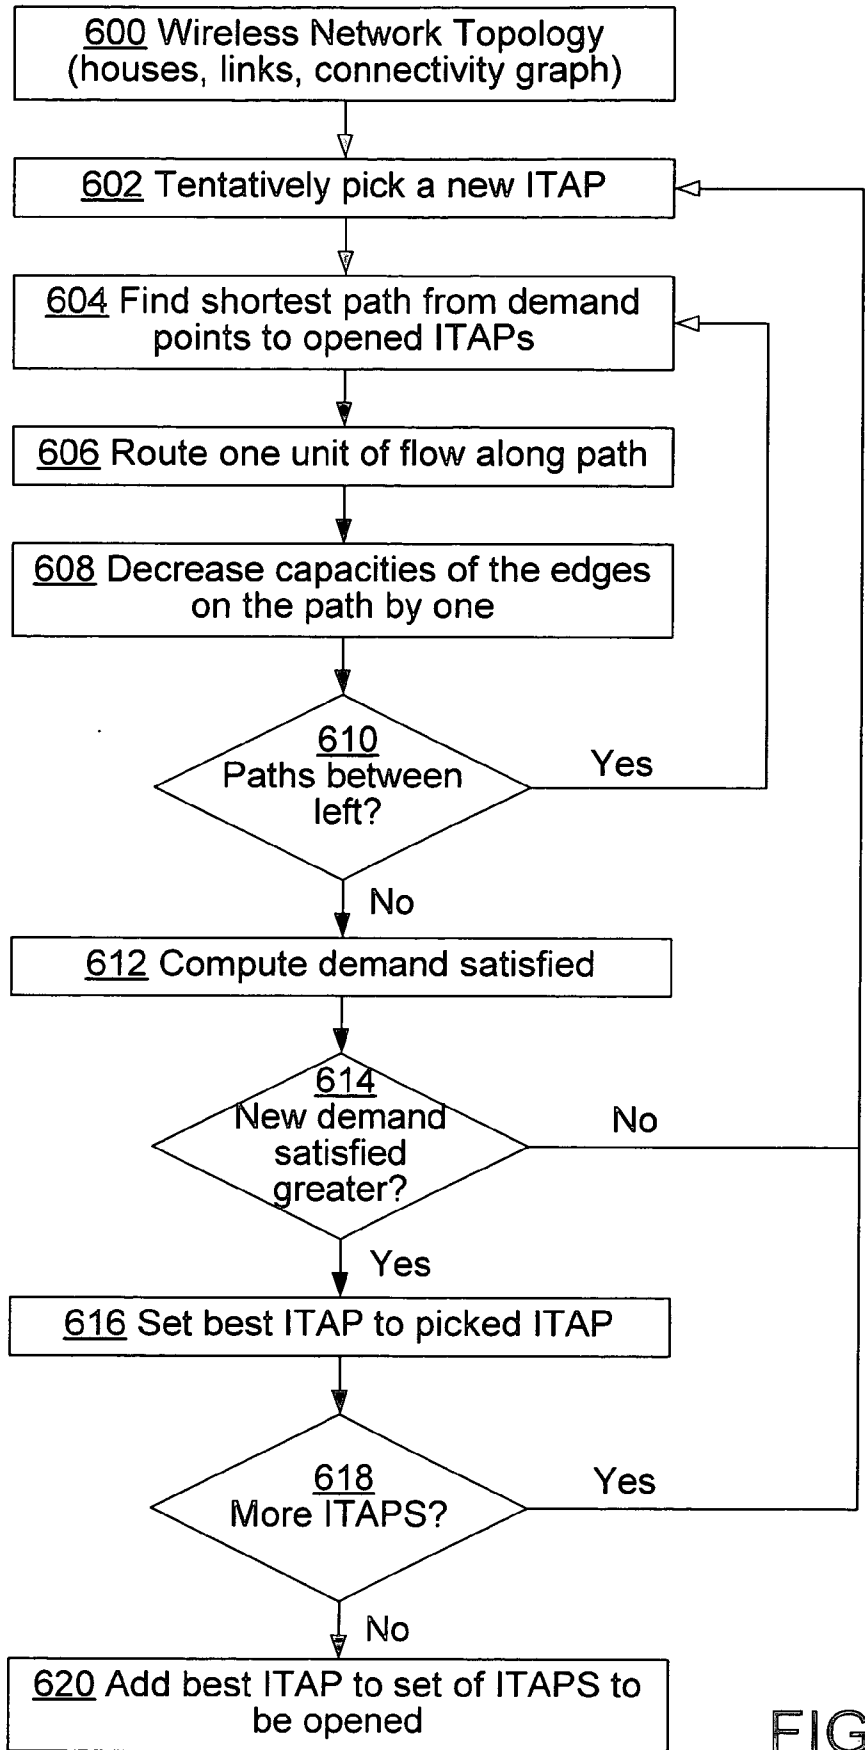 600 Wireless Network Topology
(houses, links, connectivity graph)
602 Tentatively pick a new ITAP
604 Find shortest path from demand
points to opened ITAPs
606 Route one unit of flow along path
608 Decrease capacities of the edges
on the path by one
610
Paths between
left?
Yes
No
612 Compute demand satisfied
614
New demand
satisfied
greater?
No
Yes
616 Set best ITAP to picked ITAP
618
More ITAPS?
Yes
No
620 Add best ITAP to set of ITAPS to
be opened
FIG